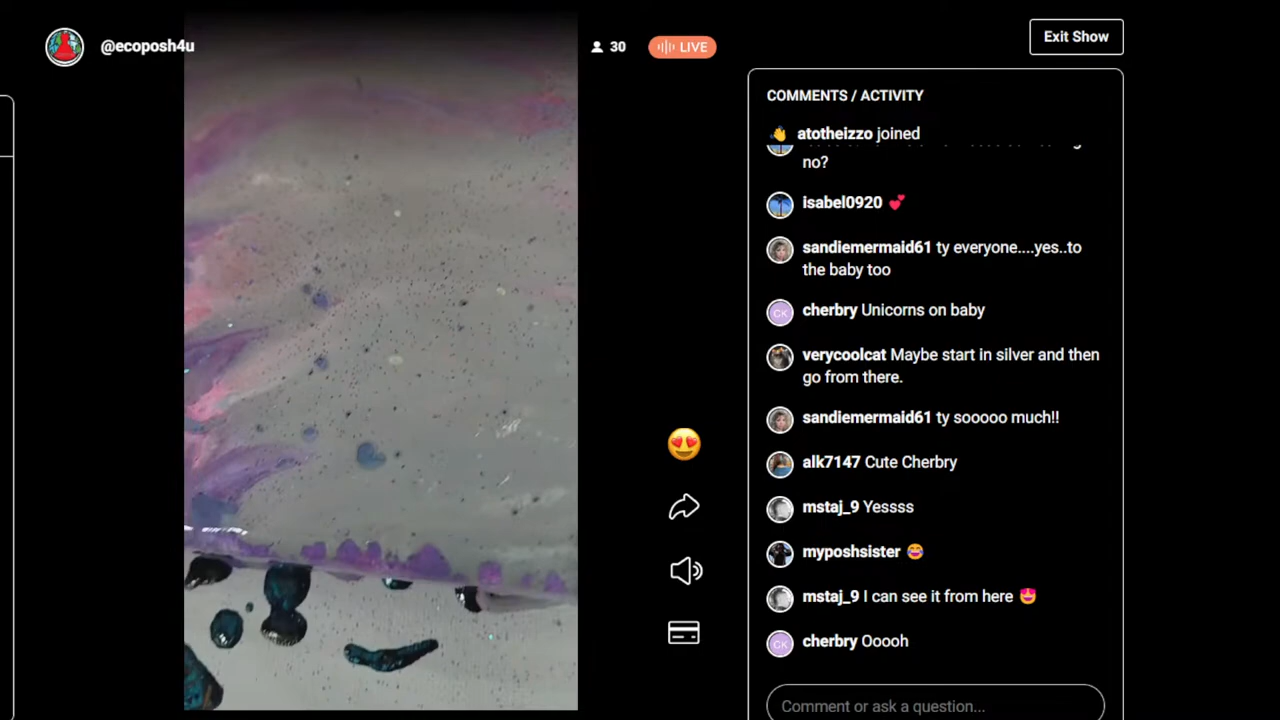 @ecoposh4u
30
LIVE
Exit Show
COMMENTS / ACTIVITY
👋 atotheizzo joined
no?
isabel0920 💕
sandiemermaid61 ty everyone....yes..to
the baby too
CK
cherbry Unicorns on baby
verycoolcat Maybe start in silver and then
go from there.
sandiemermaid61 ty sooooo much!!
alk7147 Cute Cherbry
mstaj_9 Yessss
myposhsister 😂
mstaj_9 I can see it from here 😍
CK
cherbry Ooooh
Comment or ask a question...